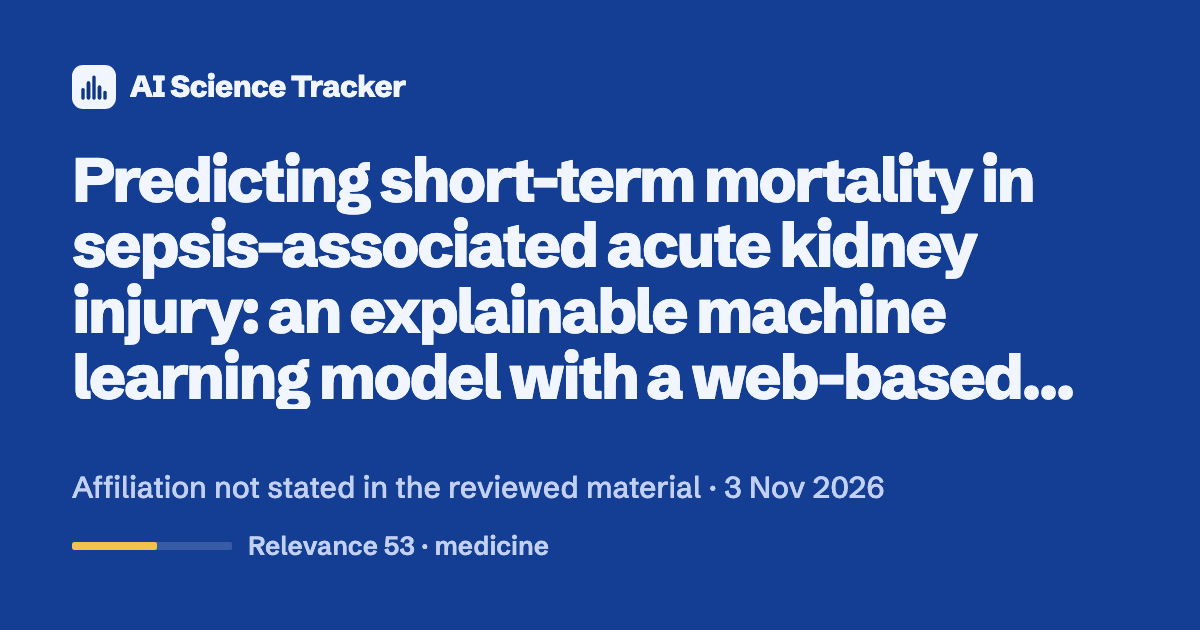 AI Science Tracker
Predicting short-term mortality in
sepsis-associated acute kidney
injury: an explainable machine
learning model with a web-based...
Affiliation not stated in the reviewed material · 3 Nov 2026
Relevance 53 · medicine